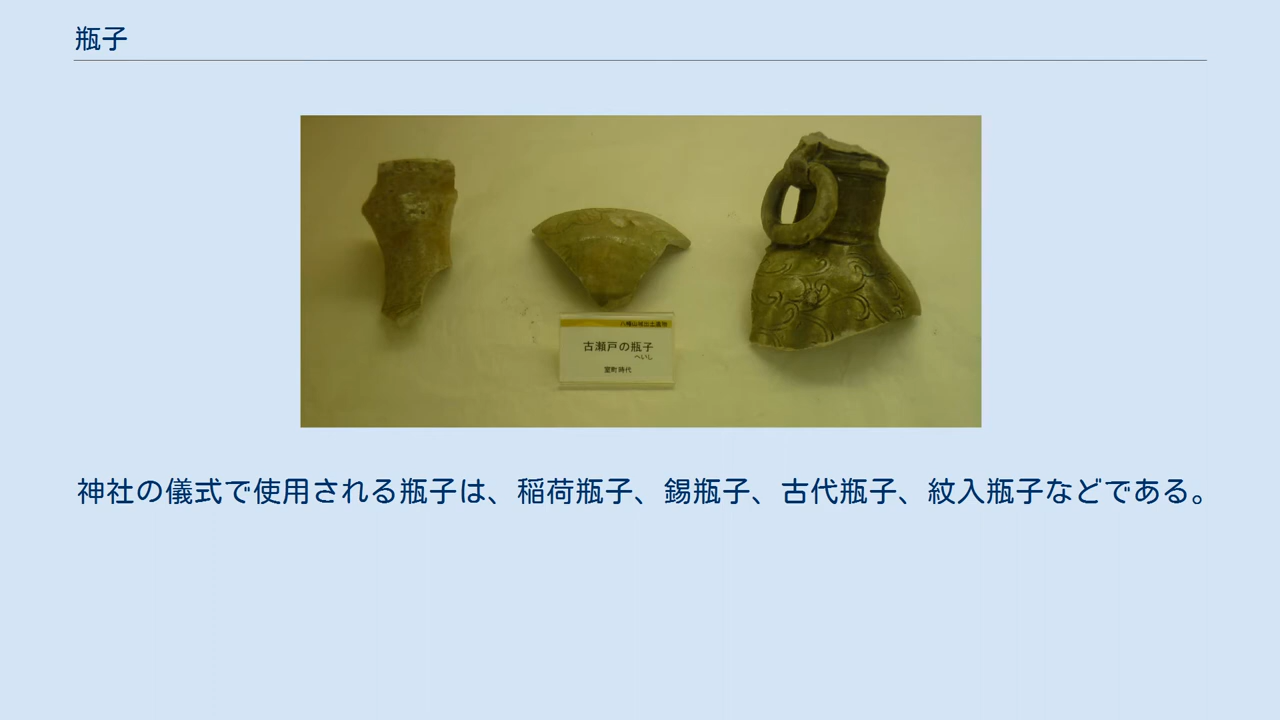 瓶子
古瀬戸の瓶子
へいし
室町時代
神社の儀式で使用される瓶子は、稲荷瓶子、錫瓶子、古代瓶子、紋入瓶子などである。